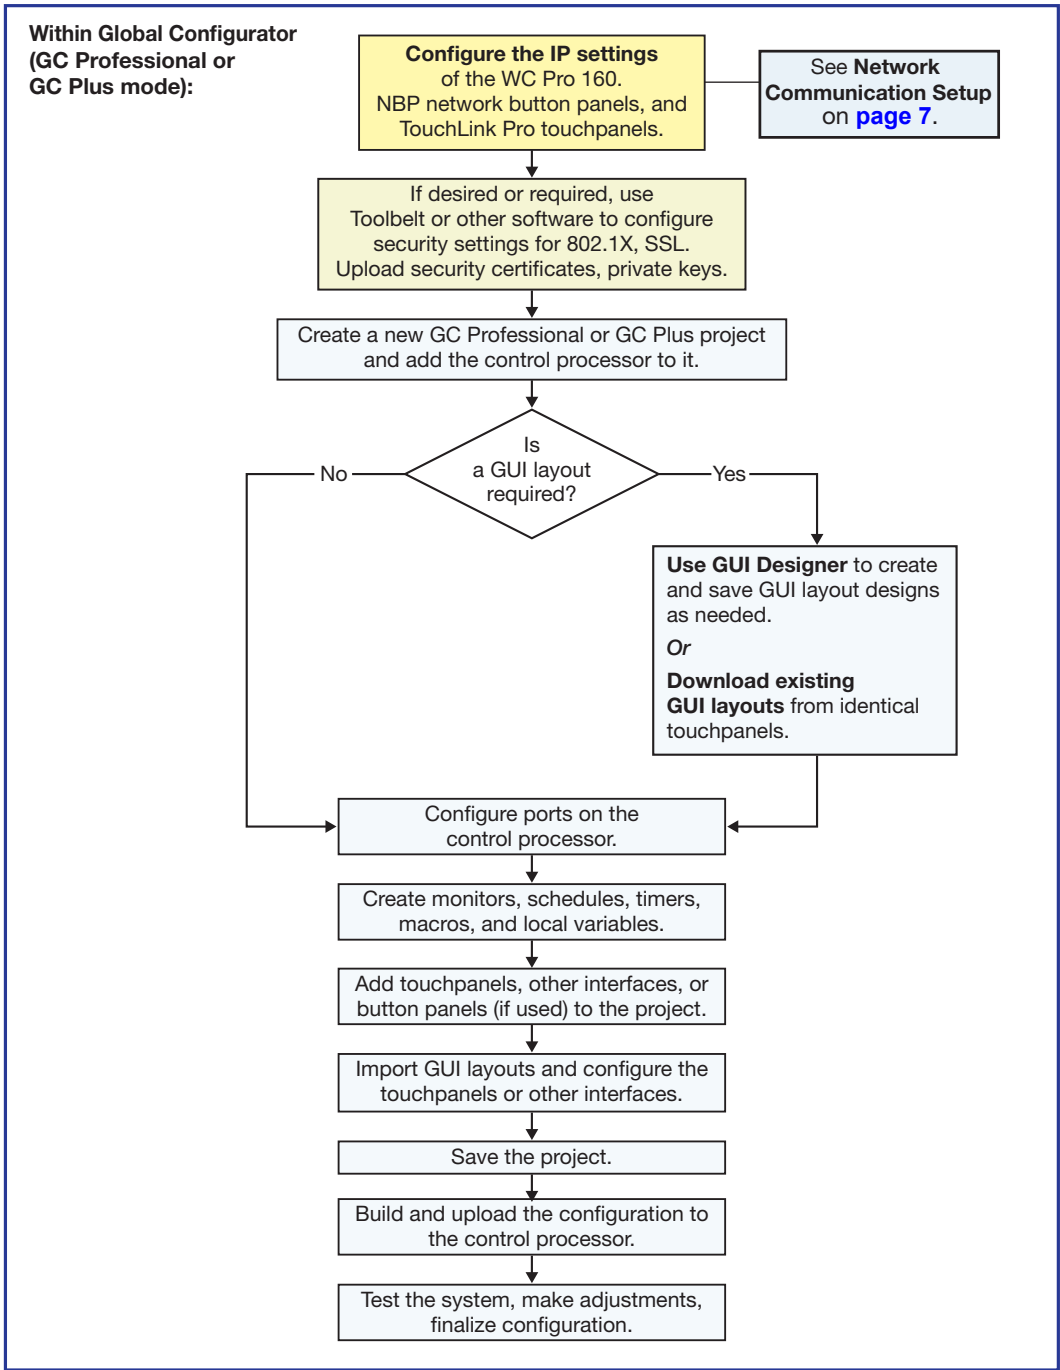 Within Global Configurator
(GC Professional or
GC Plus mode):
Configure the IP settings
of the WC Pro 160.
NBP network button panels, and
TouchLink Pro touchpanels.
See Network
Communication Setup
on page 7.
If desired or required, use
Toolbelt or other software to configure
security settings for 802.1X, SSL.
Upload security certificates, private keys.
Create a new GC Professional or GC Plus project
and add the control processor to it.
Is
a GUI layout
required?
No
Yes
Use GUI Designer to create
and save GUI layout designs
as needed.
Or
Download existing
GUI layouts from identical
touchpanels.
Configure ports on the
control processor.
Create monitors, schedules, timers,
macros, and local variables.
Add touchpanels, other interfaces, or
button panels (if used) to the project.
Import GUI layouts and configure the
touchpanels or other interfaces.
Save the project.
Build and upload the configuration to
the control processor.
Test the system, make adjustments,
finalize configuration.